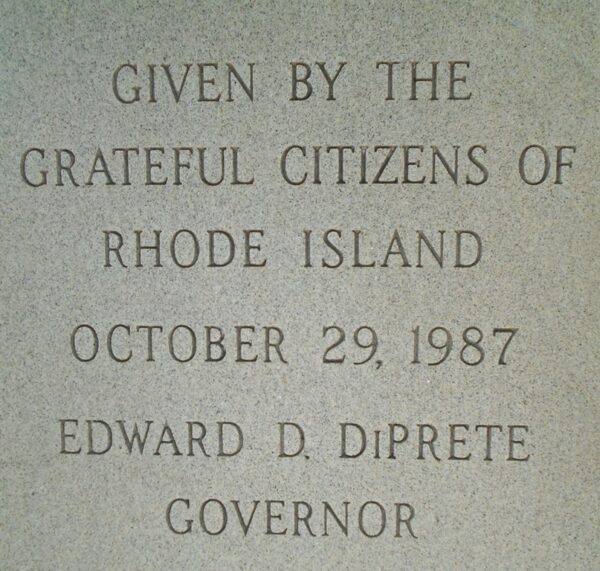 GIVEN BY THE
GRATEFUL CITIZENS OF
RHODE ISLAND
OCTOBER 29, 1987
EDWARD D. DiPRETE
GOVERNOR